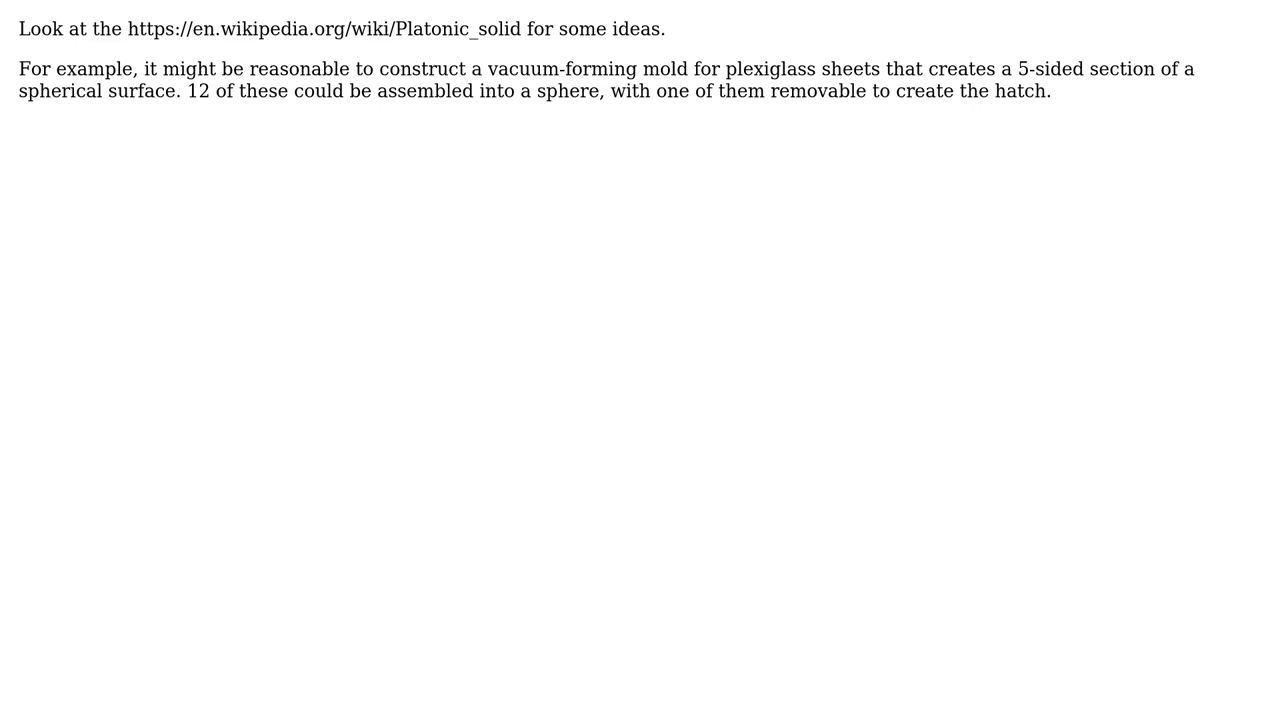 Look at the https://en.wikipedia.org/wiki/Platonic_solid for some ideas.
For example, it might be reasonable to construct a vacuum-forming mold for plexiglass sheets that creates a 5-sided section of a
spherical surface. 12 of these could be assembled into a sphere, with one of them removable to create the hatch.